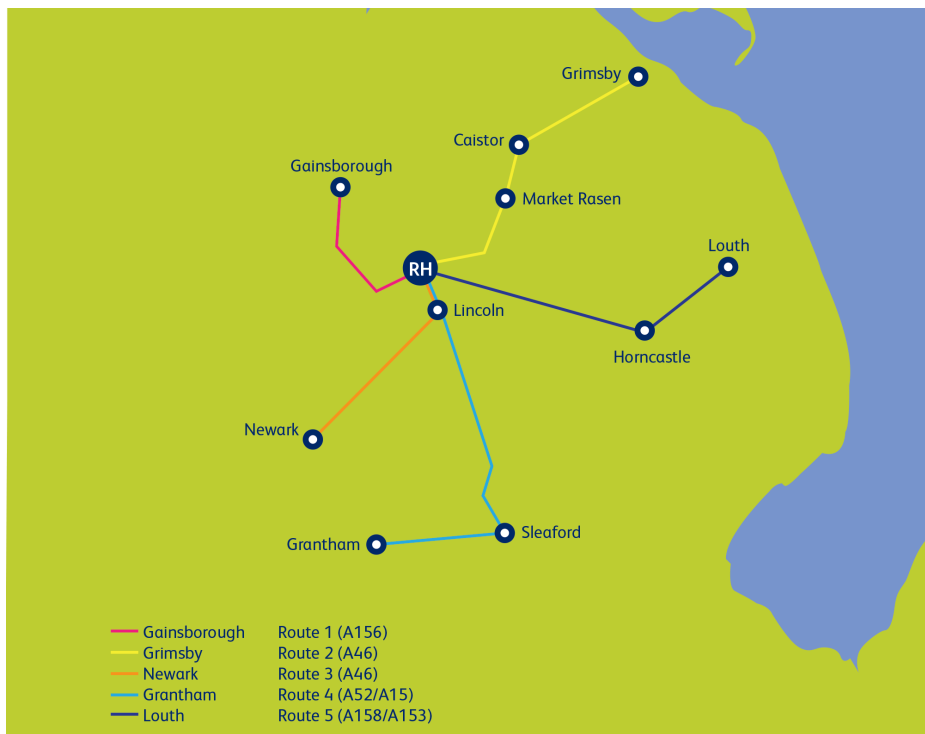 Grimsby
Caistor
Gainsborough
Market Rasen
Louth
RH
Lincoln
Horncastle
Newark
Sleaford
Grantham
Gainsborough Route 1 (A156)
Grimsby Route 2 (A46)
Newark Route 3 (A46)
Grantham Route 4 (A52/A15)
Louth Route 5 (A158/A153)